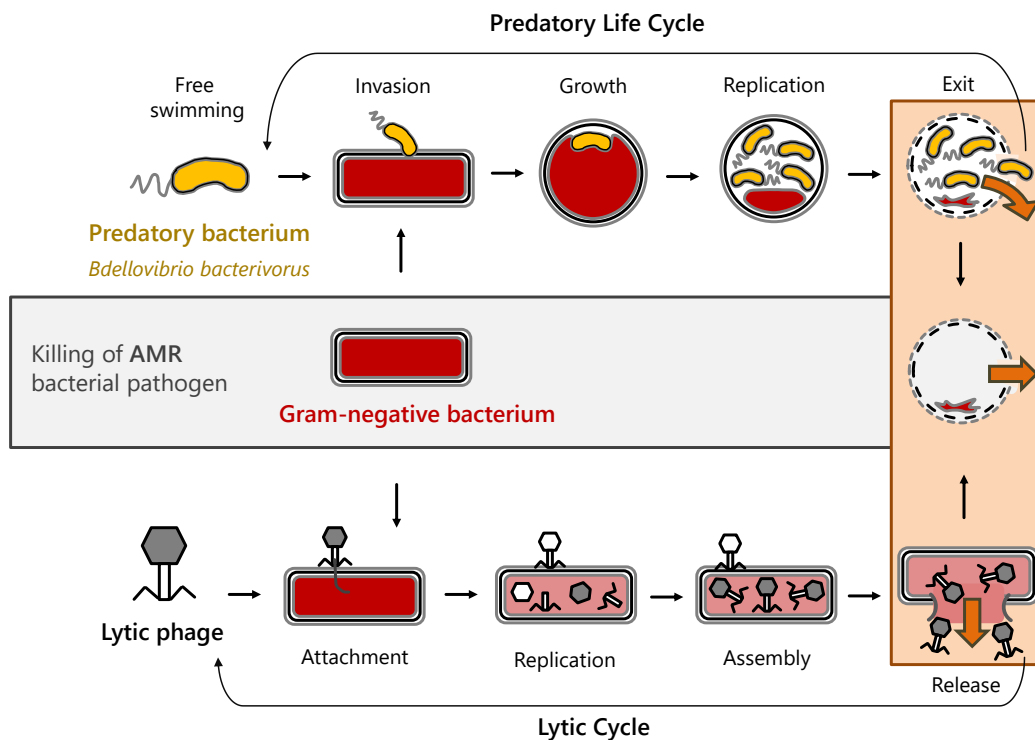 Predatory Life Cycle
Free
swimming
Invasion
Growth
Replication
Exit
Predatory bacterium
Bdellovibrio bacterivorus
Killing of AMR
bacterial pathogen
Gram-negative bacterium
Lytic phage
Attachment
Replication
Assembly
Release
Lytic Cycle